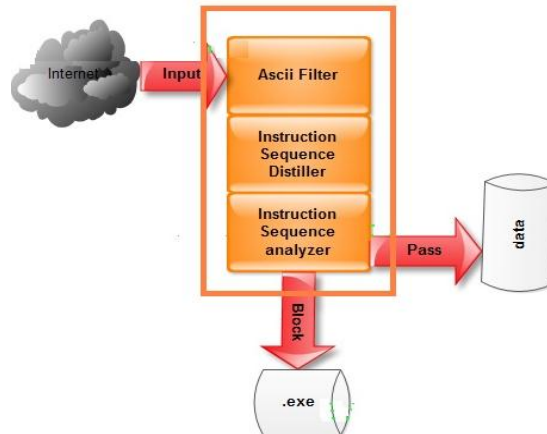 Internet
Input
Ascii Filter
Instruction
Sequence
Distiller
Instruction
Sequence
analyzer
Pass
data
Block
.exe